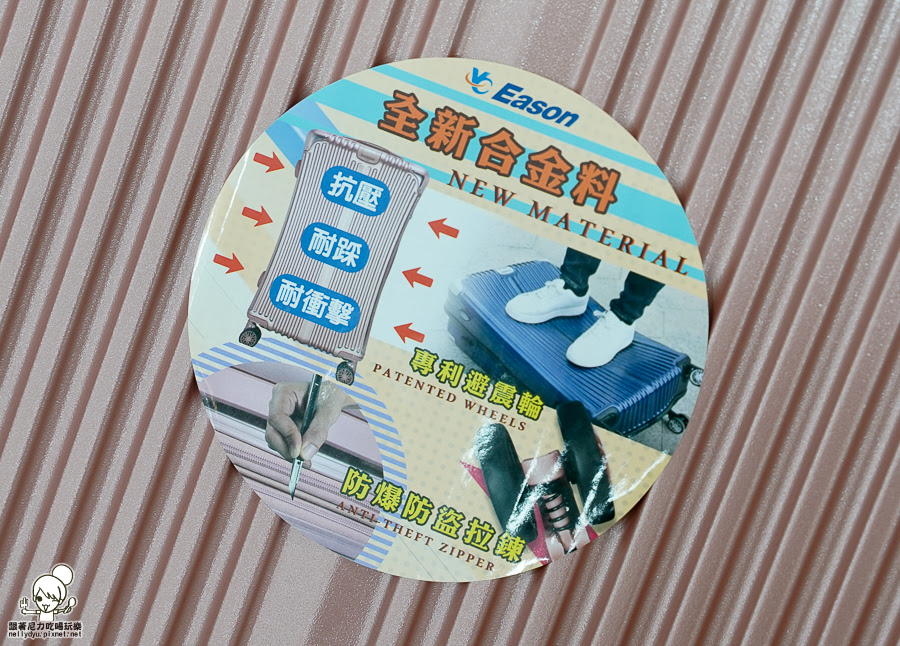 Eason
全新合金料
NEW MATERIAL
抗壓
耐踩
耐衝擊
專利避震輪
PATENTED WHEELS
防爆防盜拉鍊
ANTI-THEFT ZIPPER
跟著尼力吃喝玩樂
nellydyu.pixnet.net